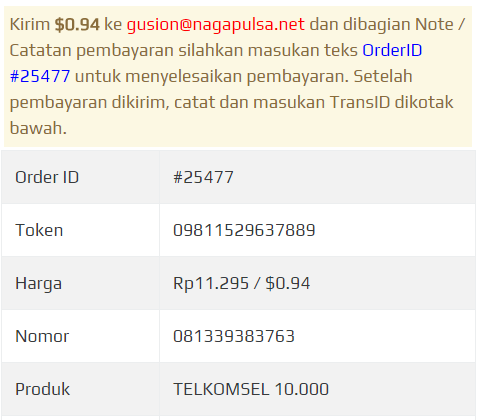 Kirim $0.94 ke gusion@nagapulsa.net dan dibagian Note /
Catatan pembayaran silahkan masukan teks OrderID
#25477 untuk menyelesaikan pembayaran. Setelah
pembayaran dikirim, catat dan masukan TransID dikotak
bawah.
Order ID #25477
Token 09811529637889
Harga Rp11.295 / $0.94
Nomor 081339383763
Produk TELKOMSEL 10.000